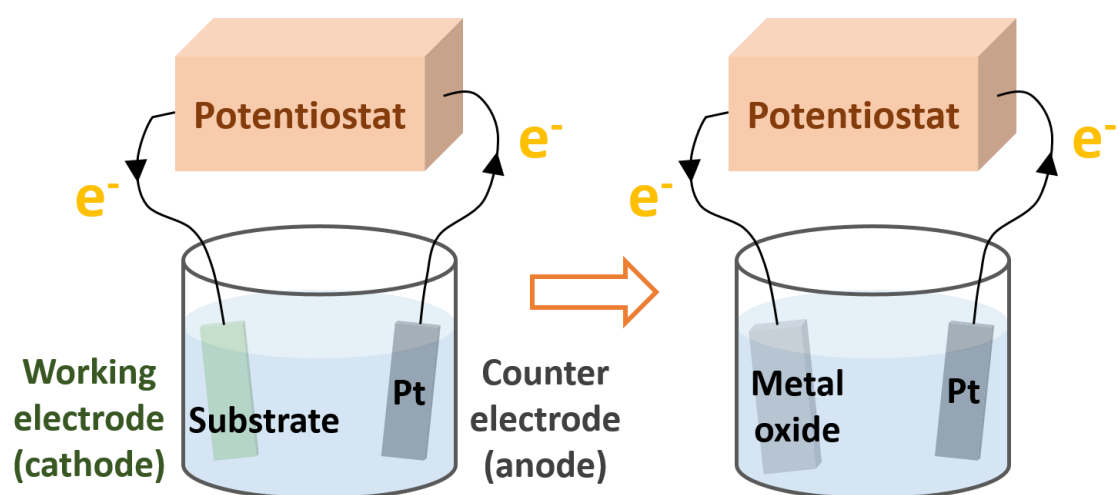 Potentiostat
e-
e-
Working
electrode
(cathode)
Substrate
Pt
Counter
electrode
(anode)
Potentiostat
e-
e-
Metal
oxide
Pt